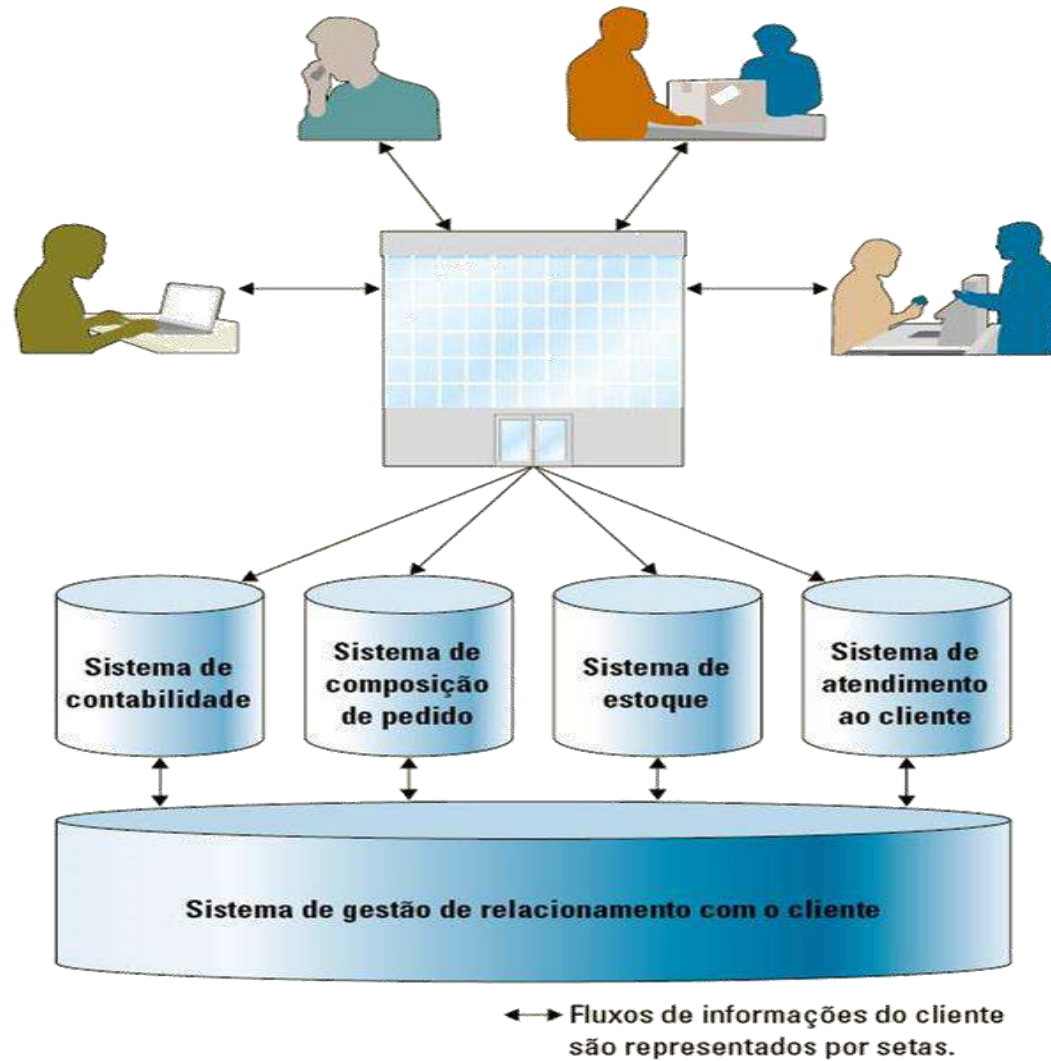 Sistema de
contabilidade
Sistema de
composição
de pedido
Sistema de
estoque
Sistema de
atendimento
ao cliente
Sistema de gestão de relacionamento com o cliente
Fluxos de informações do cliente
são representados por setas.